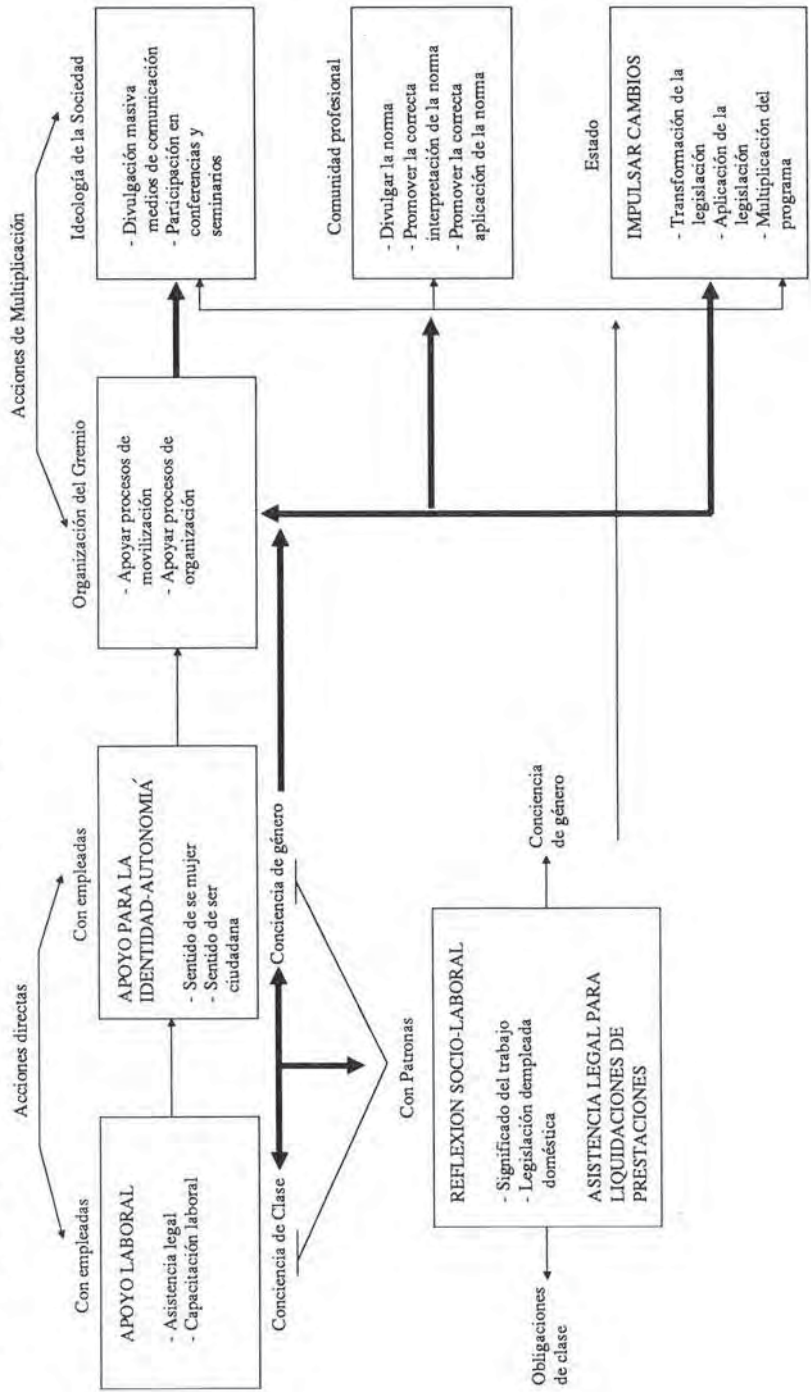 Acciones directas
Con empleadas
APOYO LABORAL
- Asistencia legal
- Capacitación laboral
Con empleadas
APOYO PARA LA
IDENTIDAD-AUTONOMIÁ
- Sentido de se mujer
- Sentido de ser
ciudadana
Conciencia de Clase
Conciencia de género
Con Patronas
REFLEXION SOCIO-LABORAL
- Significado del trabajo
- Legislación dempleada
doméstica
ASISTENCIA LEGAL PARA
LIQUIDACIONES DE
PRESTACIONES
Obligaciones
de clase
Conciencia
de género
Acciones de Multiplicación
Organización del Gremio
- Apoyar procesos de
movilización
- Apoyar procesos de
organización
Ideología de la Sociedad
- Divulgación masiva
medios de comunicación
- Participación en
conferencias y
seminarios
Comunidad profesional
- Divulgar la norma
- Promover la correcta
interpretación de la norma
- Promover la correcta
aplicación de la norma
Estado
IMPULSAR CAMBIOS
- Transformación de la
legislación
- Aplicación de la
legislación
- Multiplicación del
programa